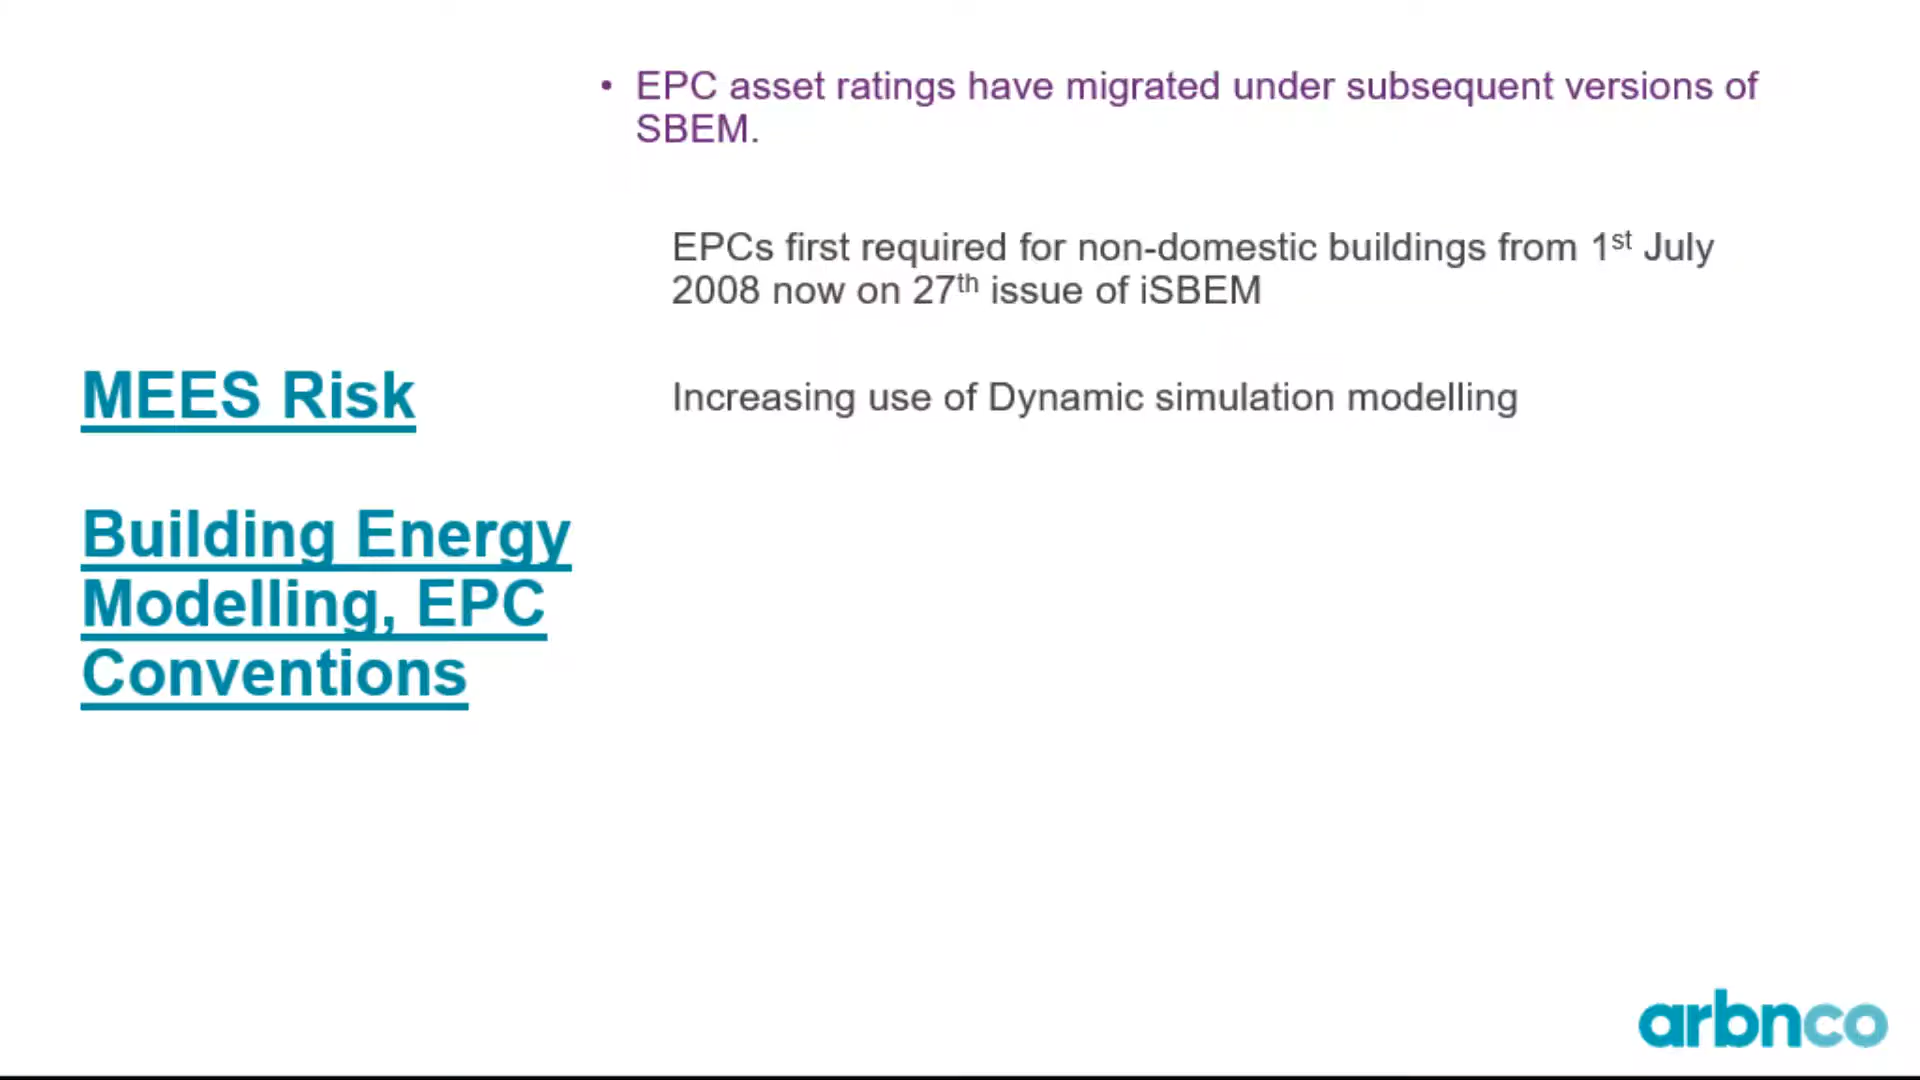 • EPC asset ratings have migrated under subsequent versions of
SBEM.
EPCs first required for non-domestic buildings from 1st July
2008 now on 27th issue of iSBEM
Increasing use of Dynamic simulation modelling
MEES Risk
Building Energy
Modelling, EPC
Conventions
arbnco